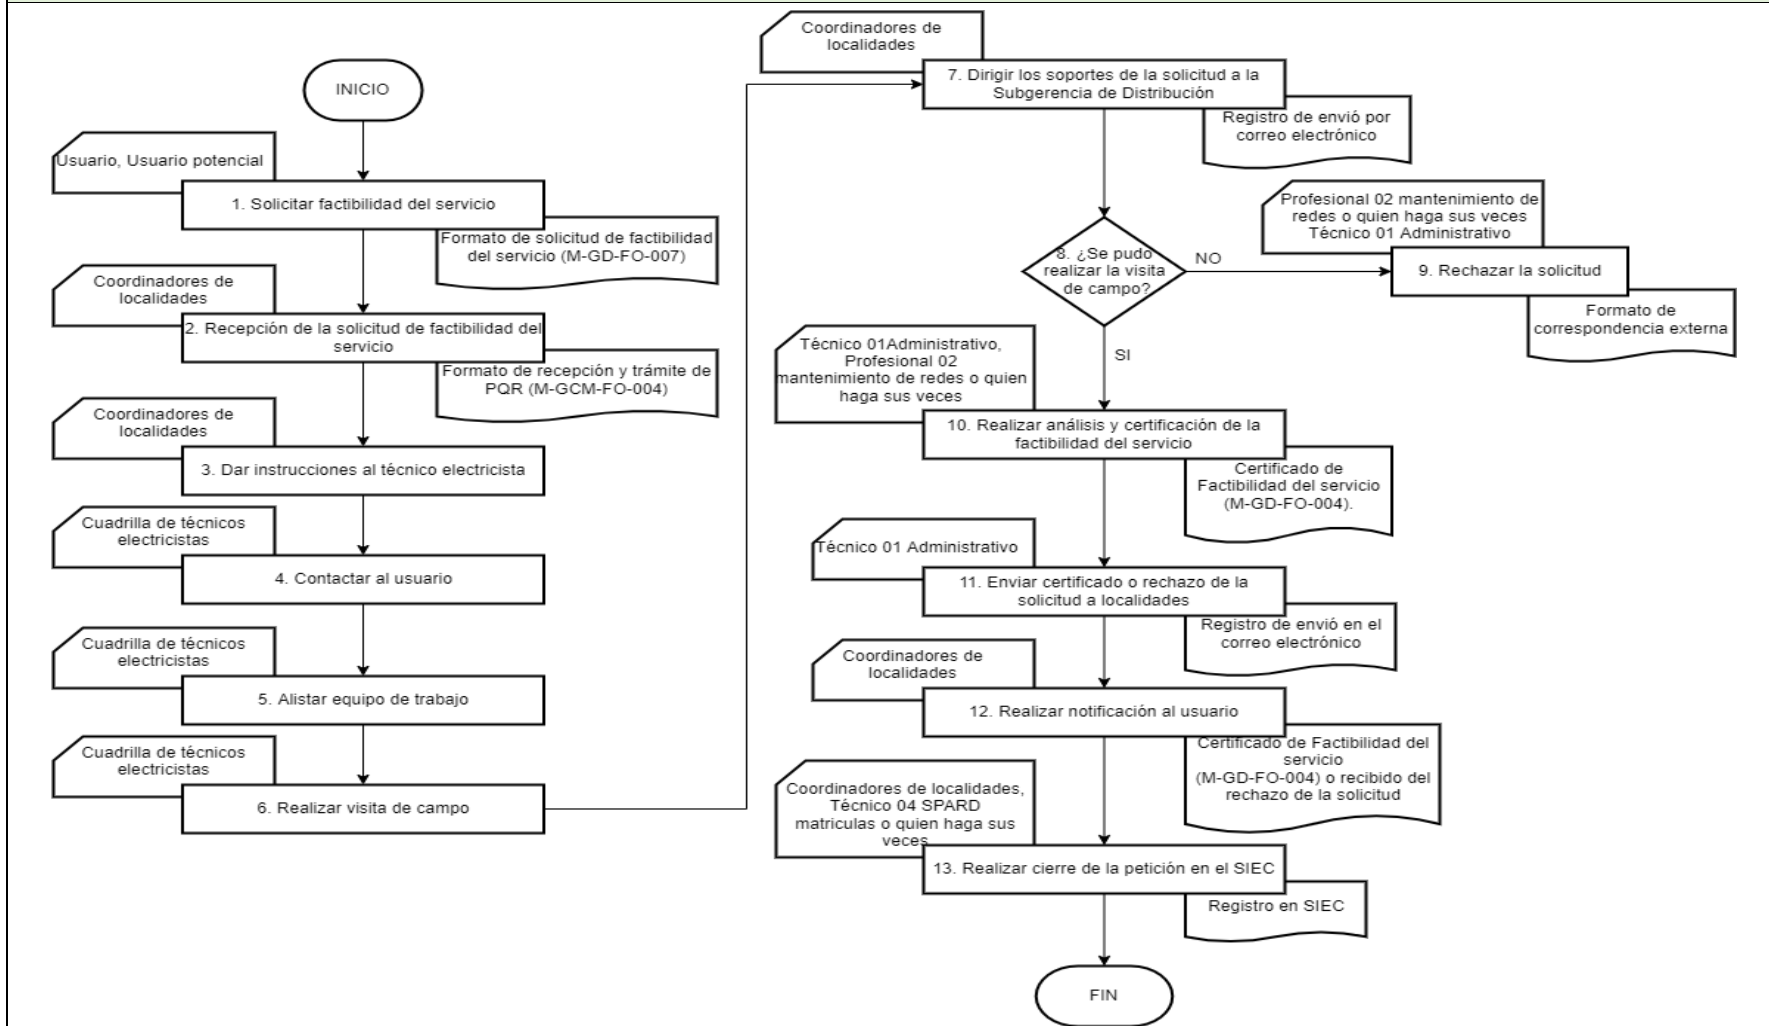 INICIO
Usuario, Usuario potencial
1. Solicitar factibilidad del servicio
Formato de solicitud de factibilidad
del servicio (M-GD-FO-007)
Coordinadores de
localidades
2. Recepción de la solicitud de factibilidad del
servicio
Formato de recepción y trámite de
PQR (M-GCM-FO-004)
Coordinadores de
localidades
3. Dar instrucciones al técnico electricista
Cuadrilla de técnicos
electricistas
4. Contactar al usuario
Cuadrilla de técnicos
electricistas
5. Alistar equipo de trabajo
Cuadrilla de técnicos
electricistas
6. Realizar visita de campo
Coordinadores de
localidades
7. Dirigir los soportes de la solicitud a la
Subgerencia de Distribución
Registro de envió por
correo electrónico
8. ¿Se pudo
realizar la visita
de campo?
NO
Profesional 02 mantenimiento de
redes o quien haga sus veces
Técnico 01 Administrativo
9. Rechazar la solicitud
Formato de
correspondencia externa
SI
Técnico 01Administrativo,
Profesional 02
mantenimiento de redes o quien
haga sus veces
10. Realizar análisis y certificación de la
factibilidad del servicio
Certificado de
Factibilidad del servicio
(M-GD-FO-004).
Técnico 01 Administrativo
11. Enviar certificado o rechazo de la
solicitud a localidades
Registro de envió en el
correo electrónico
Coordinadores de
localidades
12. Realizar notificación al usuario
Certificado de Factibilidad del
servicio
(M-GD-FO-004) o recibido del
rechazo de la solicitud
Coordinadores de localidades,
Técnico 04 SPARD
matriculas o quien haga sus
veces
13. Realizar cierre de la petición en el SIEC
Registro en SIEC
FIN